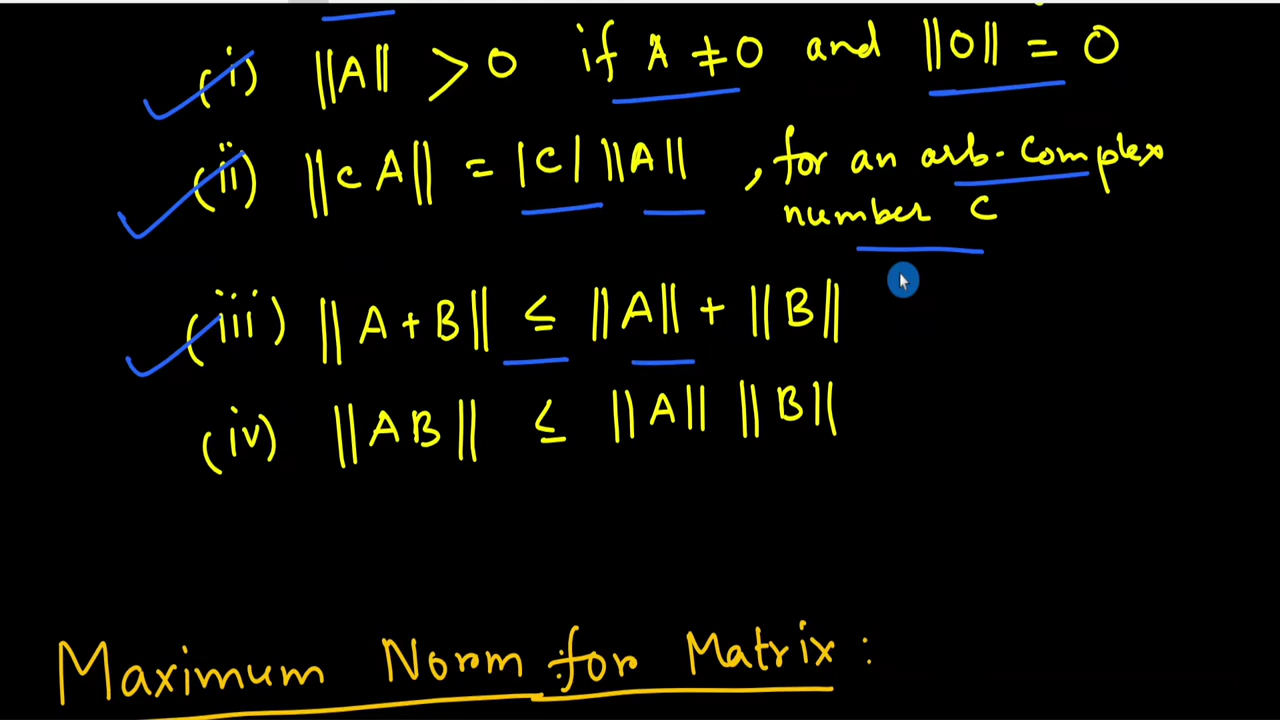 (i) ||A|| > 0 if A ≠ 0 and ||0|| = 0
(ii) ||cA|| = |c| ||A|| , for an arb. complex
number c
(iii) ||A + B|| ≤ ||A|| + ||B||
(iv) ||AB|| ≤ ||A|| ||B||
Maximum Norm for Matrix :